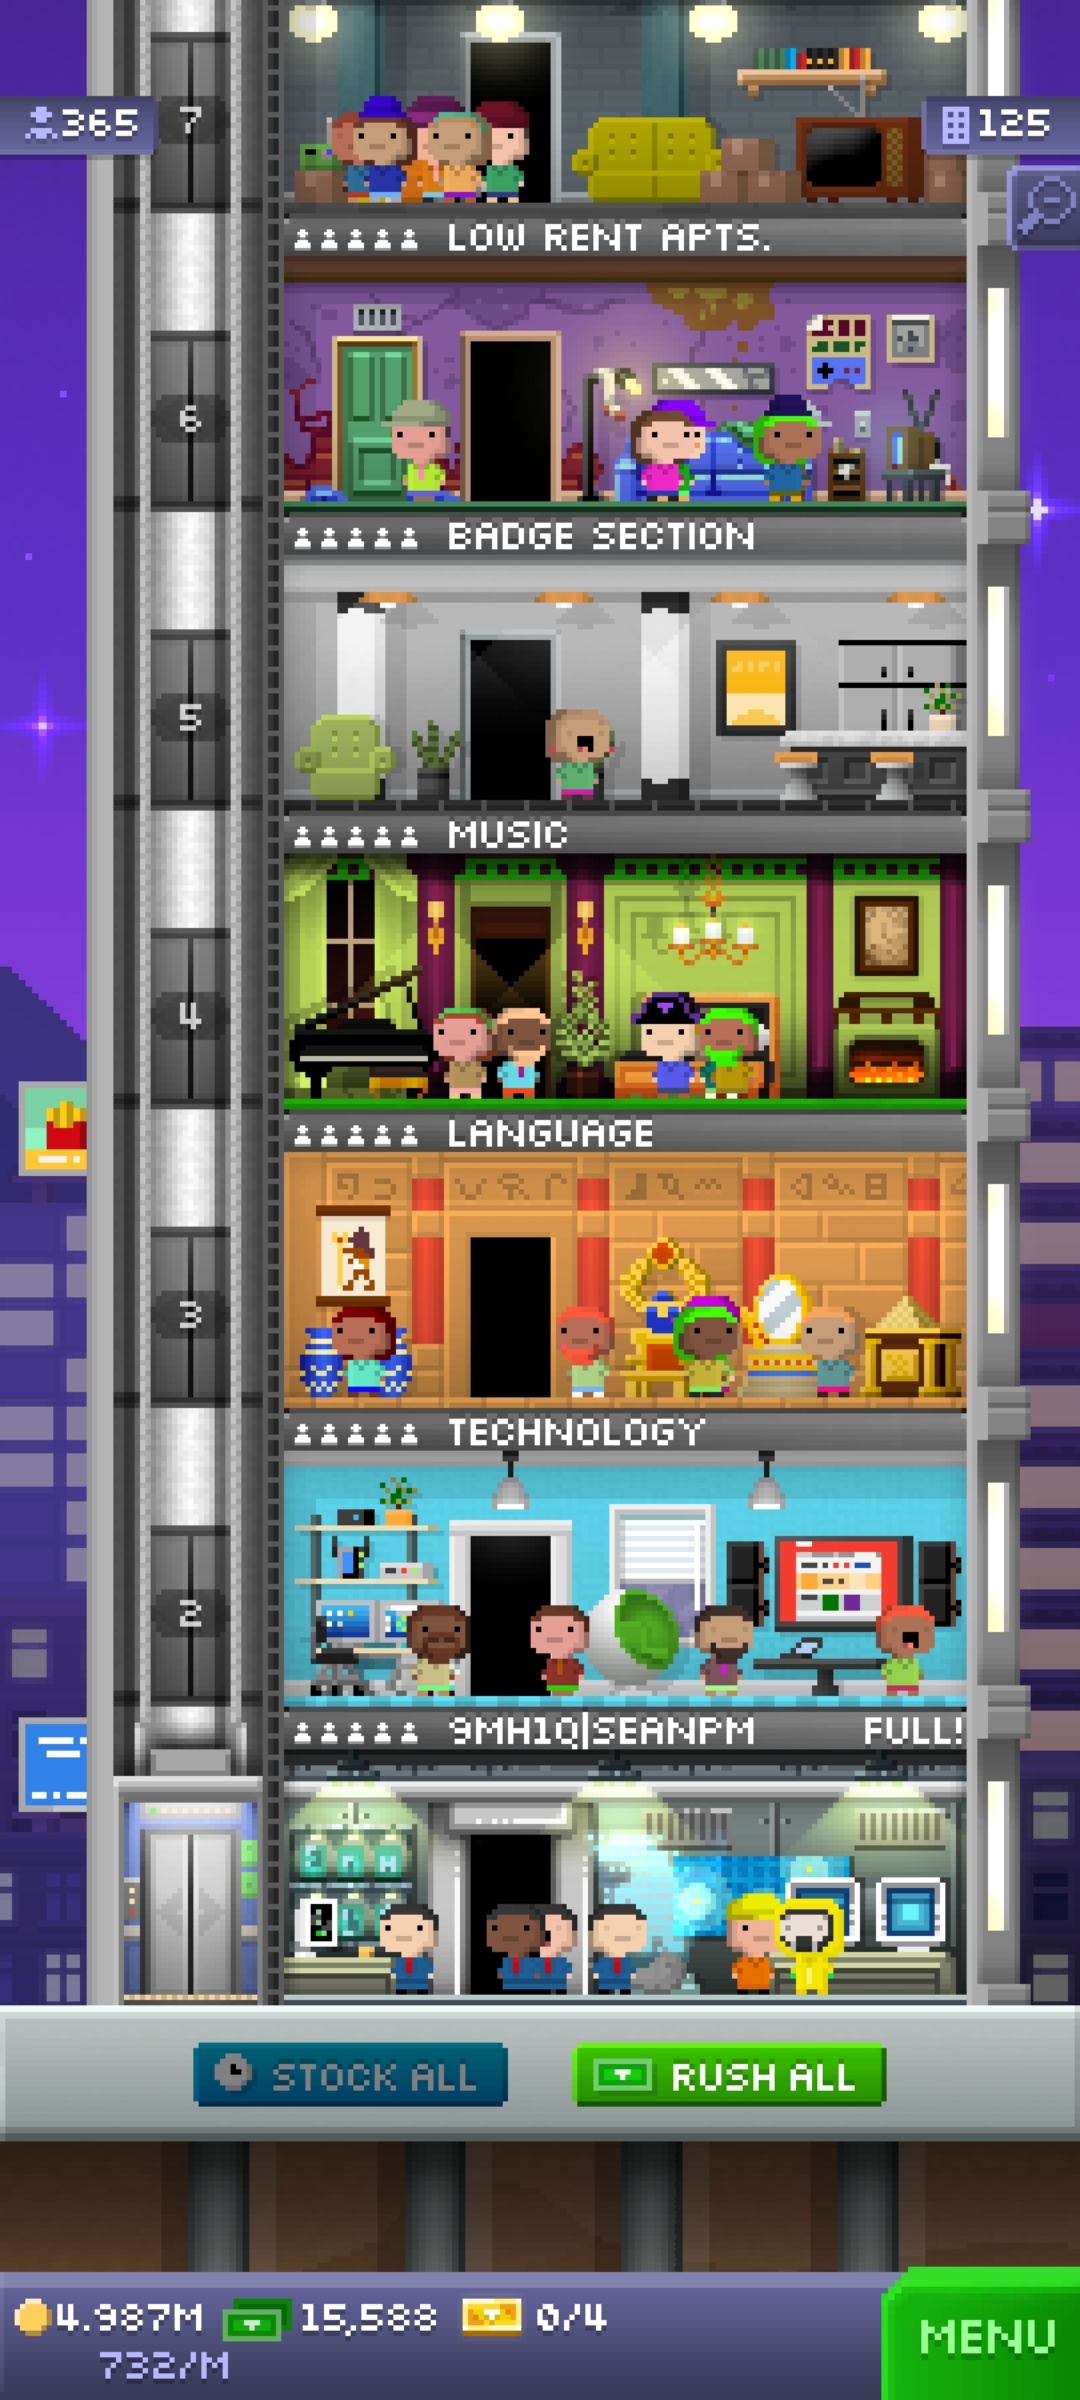 365
7
125
LOW RENT APTS.
6
BADGE SECTION
5
MUSIC
4
LANGUAGE
3
TECHNOLOGY
2
9MH1Q|SEANPM FULL!
STOCK ALL
RUSH ALL
4.987M 15,588 0/4
732/M
MENU